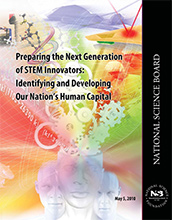 Preparing the Next Generation
of STEM Innovators:
Identifying and Developing
Our Nation's Human Capital
NATIONAL SCIENCE BOARD
May 5, 2010